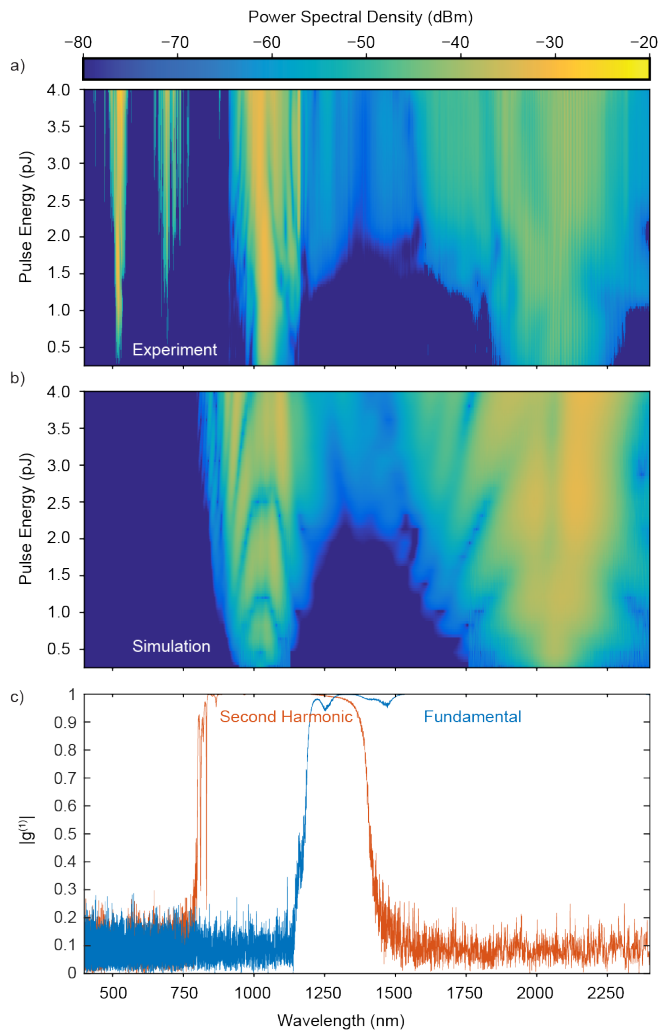 Power Spectral Density (dBm)
−80 −70 −60 −50 −40 −30 −20
a)
4.0
3.5
3.0
2.5
2.0
1.5
1.0
0.5
Pulse Energy (pJ)
Experiment
b)
4.0
3.5
3.0
2.5
2.0
1.5
1.0
0.5
Pulse Energy (pJ)
Simulation
c)
1
0.9
0.8
0.7
0.6
0.5
0.4
0.3
0.2
0.1
0
|g⁽¹⁾|
Second Harmonic Fundamental
500 750 1000 1250 1500 1750 2000 2250
Wavelength (nm)